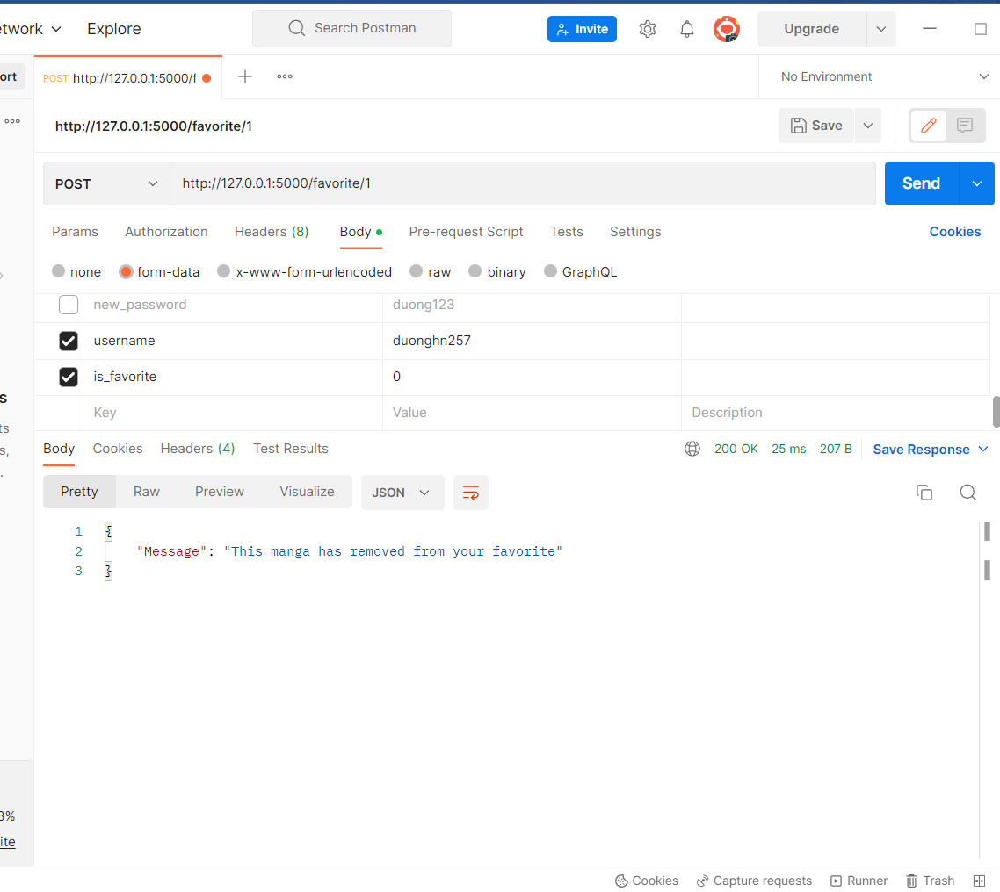 etwork Explore Search Postman Invite Upgrade
ort POST http://127.0.0.1:5000/f No Environment
http://127.0.0.1:5000/favorite/1 Save
POST http://127.0.0.1:5000/favorite/1 Send
Params Authorization Headers (8) Body Pre-request Script Tests Settings Cookies
none form-data x-www-form-urlencoded raw binary GraphQL
new_password duong123
username duonghn257
is_favorite 0
s
Key Value Description
ts
Body Cookies Headers (4) Test Results 200 OK 25 ms 207 B Save Response
s,
.
Pretty Raw Preview Visualize JSON
1 {
2 "Message": "This manga has removed from your favorite"
3 }
3%
ite
Cookies Capture requests Runner Trash